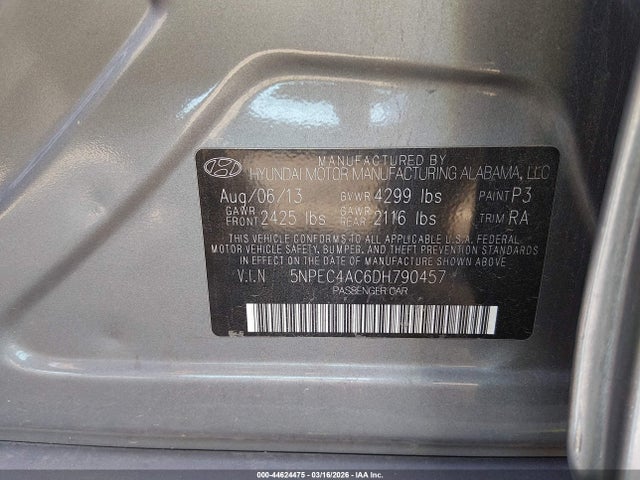 MANUFACTURED BY
HYUNDAI MOTOR MANUFACTURING ALABAMA, LLC
Aug/06/13 GVWR 4299 lbs PAINT P3
GAWR FRONT 2425 lbs GAWR REAR 2116 lbs TRIM RA
THIS VEHICLE CONFORMS TO ALL APPLICABLE U.S.A. FEDERAL
MOTOR VEHICLE SAFETY, BUMPER, AND THEFT PREVENTION
STANDARDS IN EFFECT ON THE DATE OF MANUFACTURE SHOWN ABOVE.
V.I.N 5NPEC4AC6DH790457
PASSENGER CAR
000-44624475 — 03/16/2026 — IAA Inc.